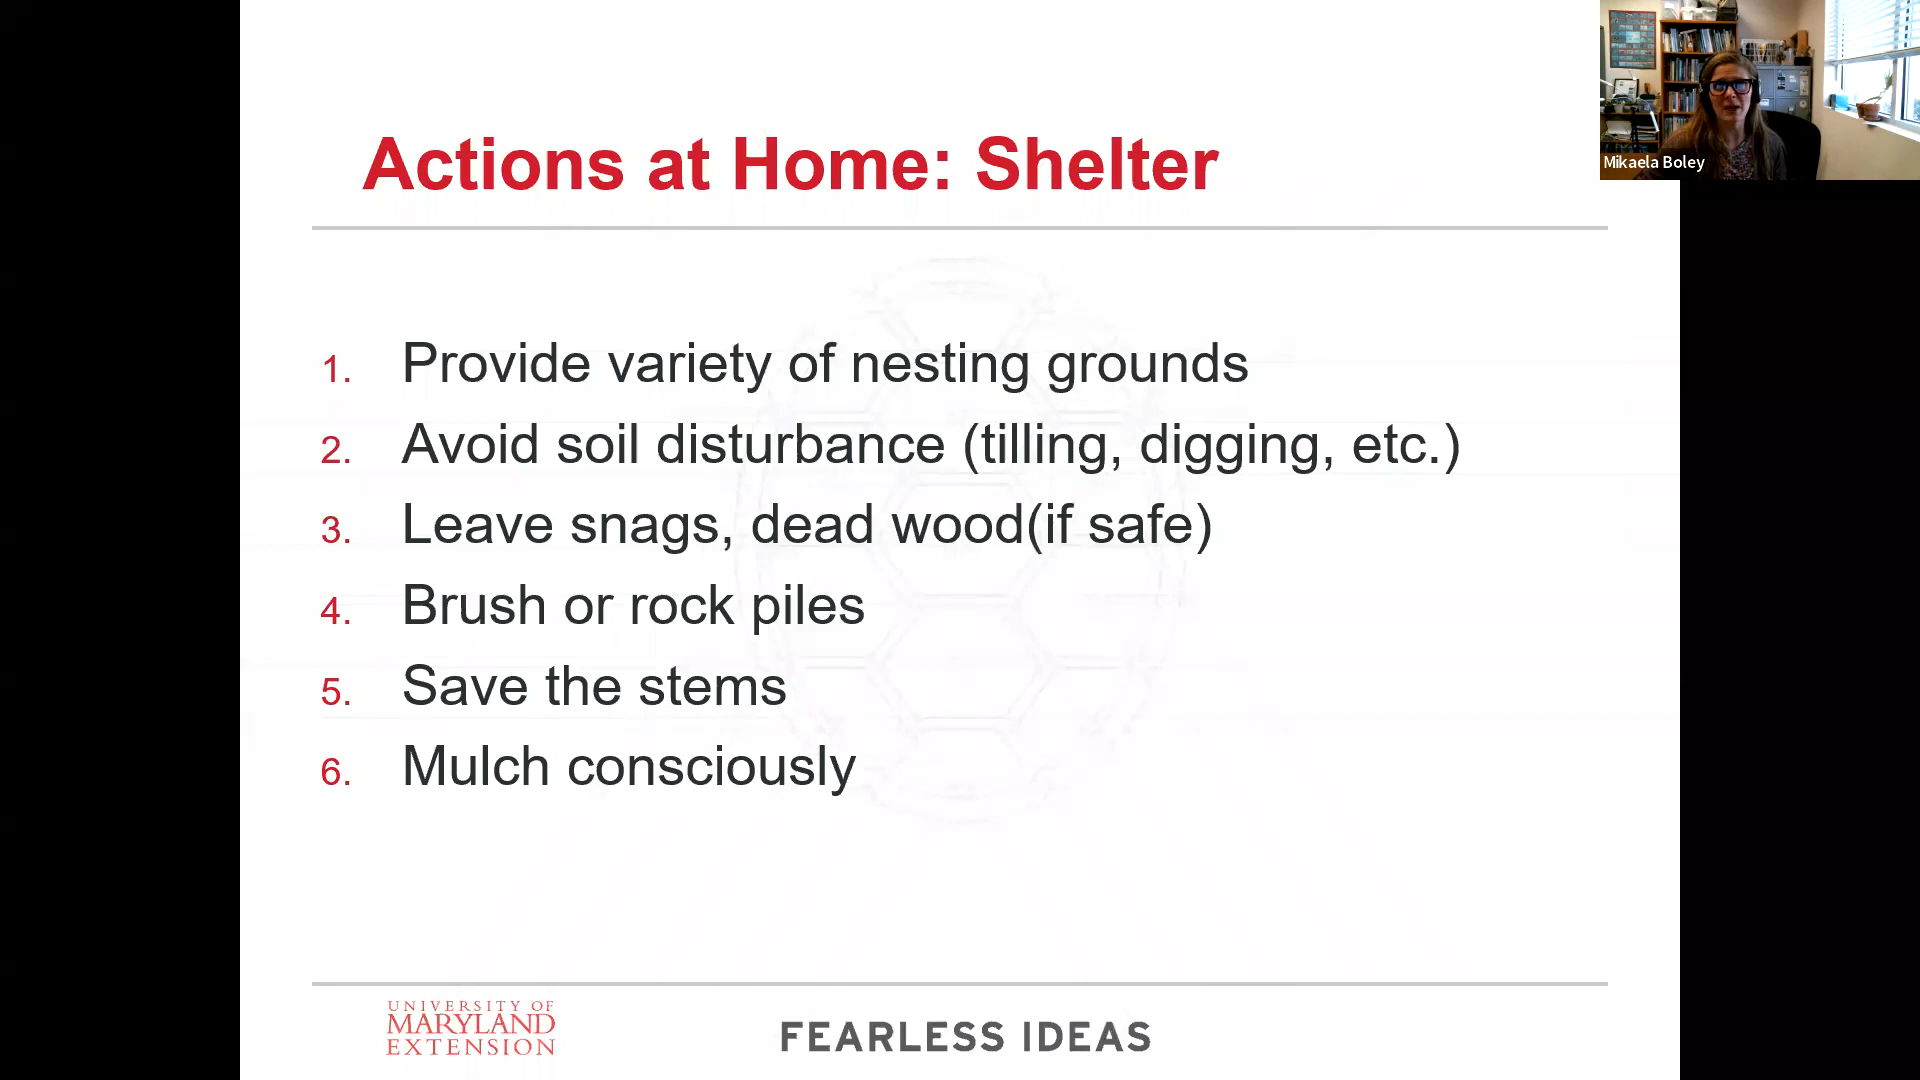 Actions at Home: Shelter
Mikaela Boley
1. Provide variety of nesting grounds
2. Avoid soil disturbance (tilling, digging, etc.)
3. Leave snags, dead wood(if safe)
4. Brush or rock piles
5. Save the stems
6. Mulch consciously
UNIVERSITY OF
MARYLAND
EXTENSION
FEARLESS IDEAS